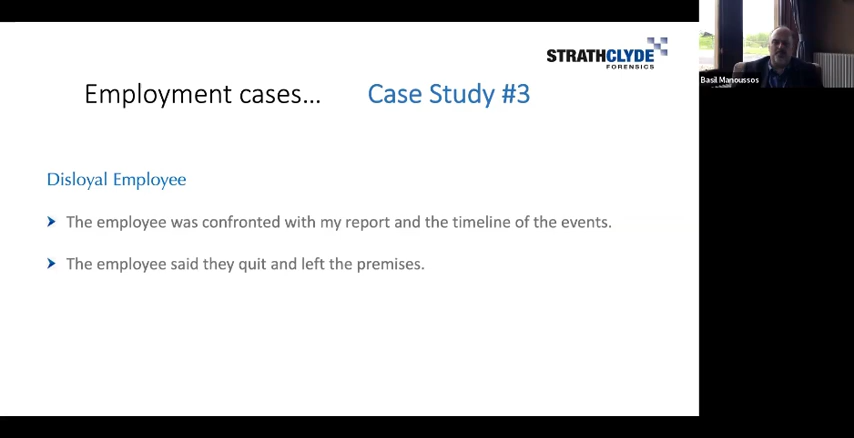 STRATHCLYDE
FORENSICS
Employment cases... Case Study #3
Disloyal Employee
The employee was confronted with my report and the timeline of the events.
The employee said they quit and left the premises.
Basil Manoussos